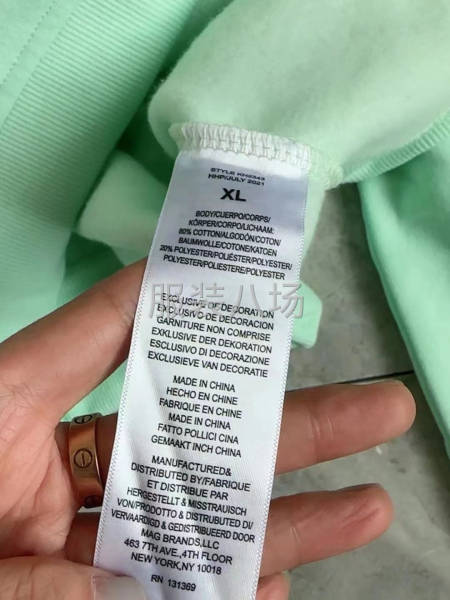 STYLE KH2343
HHP/JULY 2021
XL
BODY/CUERPO/CORPS/
KÖRPER/CORPO/LICHAAM:
80% COTTON/ALGODÓN/COTON/
BAUMWOLLE/COTONE/KATOEN
20% POLYESTER/POLIÉSTER/POLYESTER/
POLYESTER/POLIESTERE/POLYESTER
服装八场
EXCLUSIVE OF DECORATION
EXCLUSIVO DE DECORACION
GARNITURE NON COMPRISE
EXKLUSIVE DER DEKORATION
ESCLUSIVO DI DECORAZIONE
EXCLUSIEVE VAN DECORATIE
MADE IN CHINA
HECHO EN CHINE
FABRIQUE EN CHINE
MADE IN CHINA
FATTO POLLICI CINA
GEMAAKT INCH CHINA
MANUFACTURED&
DISTRIBUTED BY/FABRIQUE
ET DISTRIBUE PAR
HERGESTELLT & MISSTRAUISCH
VON/PRODOTTO & DISTRUBUTED DI/
VERVAARDIGD & GEDISTRIBUEERD DOOR
MAG BRANDS,LLC
463 7TH AVE.,4TH FLOOR
NEW YORK,NY 10018
RN 131369